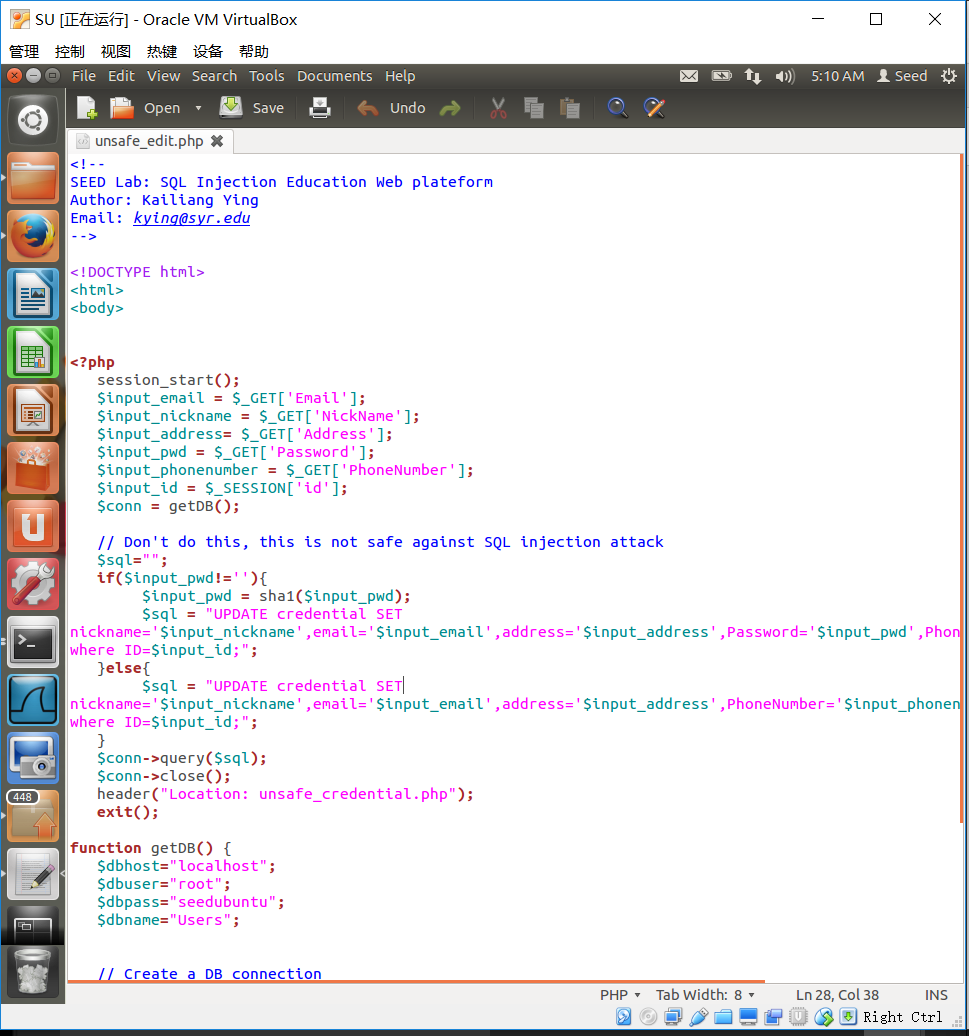 SU [正在运行] - Oracle VM VirtualBox
管理 控制 视图 热键 设备 帮助
File Edit View Search Tools Documents Help 5:10 AM Seed
Open Save Undo
unsafe_edit.php
<!--
SEED Lab: SQL Injection Education Web plateform
Author: Kailiang Ying
Email: kying@syr.edu
-->
<!DOCTYPE html>
<html>
<body>
<?php
session_start();
$input_email = $_GET['Email'];
$input_nickname = $_GET['NickName'];
$input_address= $_GET['Address'];
$input_pwd = $_GET['Password'];
$input_phonenumber = $_GET['PhoneNumber'];
$input_id = $_SESSION['id'];
$conn = getDB();
// Don't do this, this is not safe against SQL injection attack
$sql="";
if($input_pwd!=''){
$input_pwd = sha1($input_pwd);
$sql = "UPDATE credential SET
nickname='$input_nickname',email='$input_email',address='$input_address',Password='$input_pwd',Phon
where ID=$input_id;";
}else{
$sql = "UPDATE credential SET
nickname='$input_nickname',email='$input_email',address='$input_address',PhoneNumber='$input_phonen
where ID=$input_id;";
}
$conn->query($sql);
$conn->close();
header("Location: unsafe_credential.php");
exit();
function getDB() {
$dbhost="localhost";
$dbuser="root";
$dbpass="seedubuntu";
$dbname="Users";
// Create a DB connection
448
PHP Tab Width: 8 Ln 28, Col 38 INS
Right Ctrl